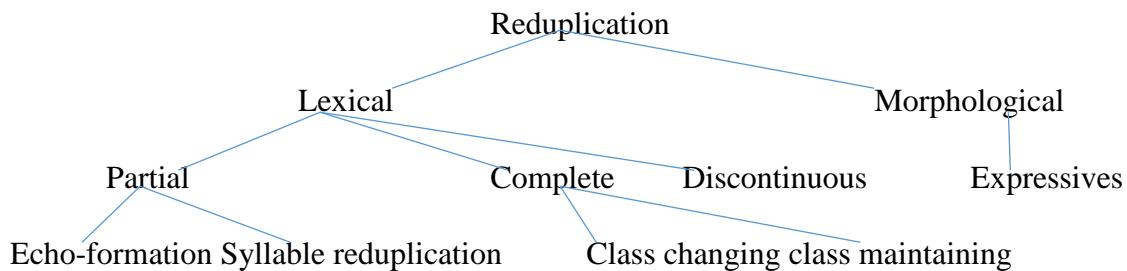 Reduplication
Lexical Morphological
Partial Complete Discontinuous Expressives
Echo-formation Syllable reduplication Class changing class maintaining